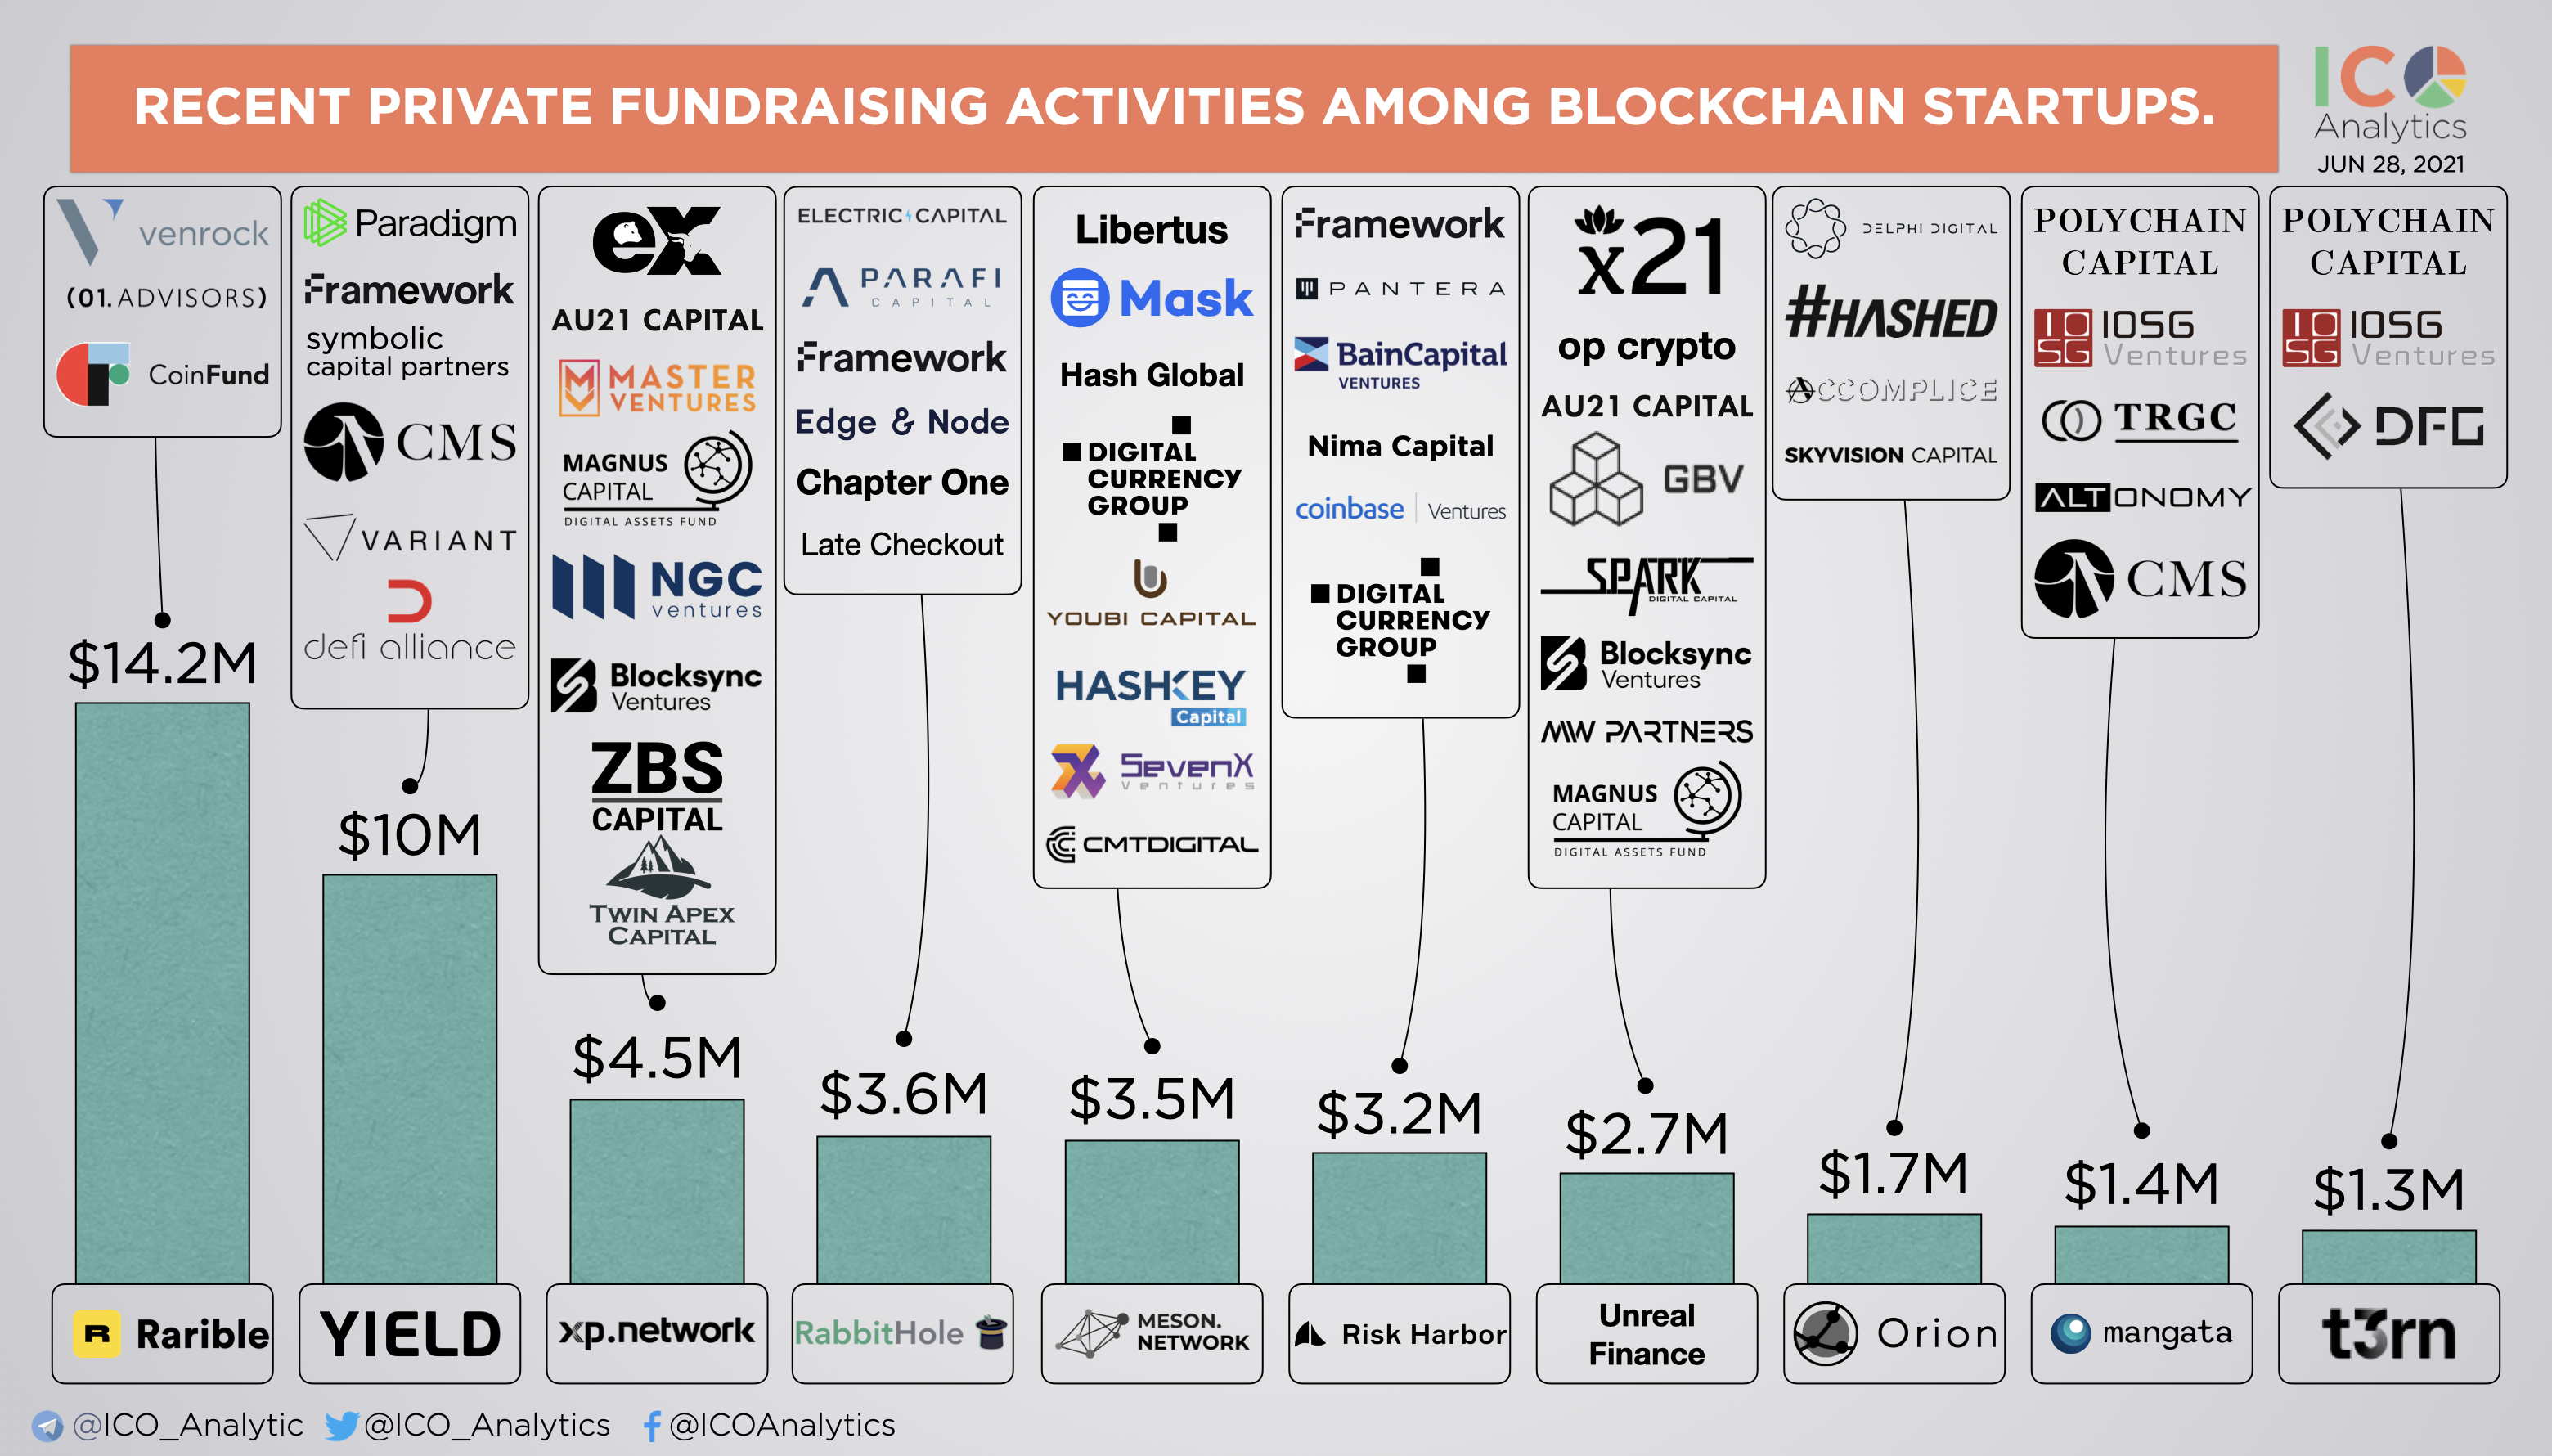 RECENT PRIVATE FUNDRAISING ACTIVITIES AMONG BLOCKCHAIN STARTUPS.
ICO
Analytics
JUN 28, 2021
venrock
(01.ADVISORS)
CoinFund
$14.2M
Rarible
Paradigm
Framework
symbolic
capital partners
CMS
VARIANT
defi alliance
$10M
YIELD
ex
AU21 CAPITAL
MASTER
VENTURES
MAGNUS
CAPITAL
DIGITAL ASSETS FUND
NGC
ventures
Blocksync
Ventures
ZBS
CAPITAL
TWIN APEX
CAPITAL
$4.5M
xp.network
ELECTRIC CAPITAL
PARAFI
CAPITAL
Framework
Edge & Node
Chapter One
Late Checkout
$3.6M
RabbitHole
Libertus
Mask
Hash Global
DIGITAL
CURRENCY
GROUP
YOUBI CAPITAL
HASHKEY
Capital
SevenX
Ventures
CMTDIGITAL
$3.5M
MESON.
NETWORK
Framework
PANTERA
BainCapital
VENTURES
Nima Capital
coinbase | Ventures
DIGITAL
CURRENCY
GROUP
$3.2M
Risk Harbor
x21
op crypto
AU21 CAPITAL
GBV
SPARK
DIGITAL CAPITAL
Blocksync
Ventures
MW PARTNERS
MAGNUS
CAPITAL
DIGITAL ASSETS FUND
$2.7M
Unreal
Finance
DELPHI DIGITAL
#HASHED
ACCOMPLICE
SKYVISION CAPITAL
$1.7M
Orion
POLYCHAIN
CAPITAL
IOSG
Ventures
TRGC
ALTONOMY
CMS
$1.4M
mangata
POLYCHAIN
CAPITAL
IOSG
Ventures
DFG
$1.3M
t3rn
@ICO_Analytic @ICO_Analytics @ICOAnalytics